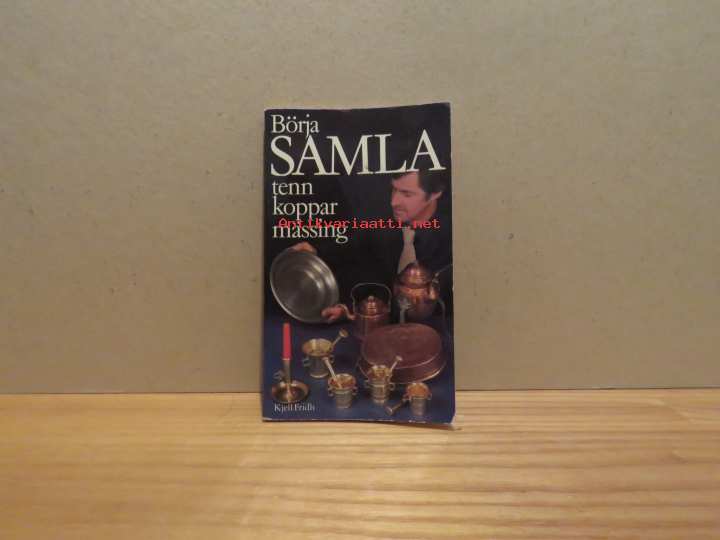 Börja
SAMLA
tenn
koppar
Antikvariaatti.net
mässing
Kjell Fridh